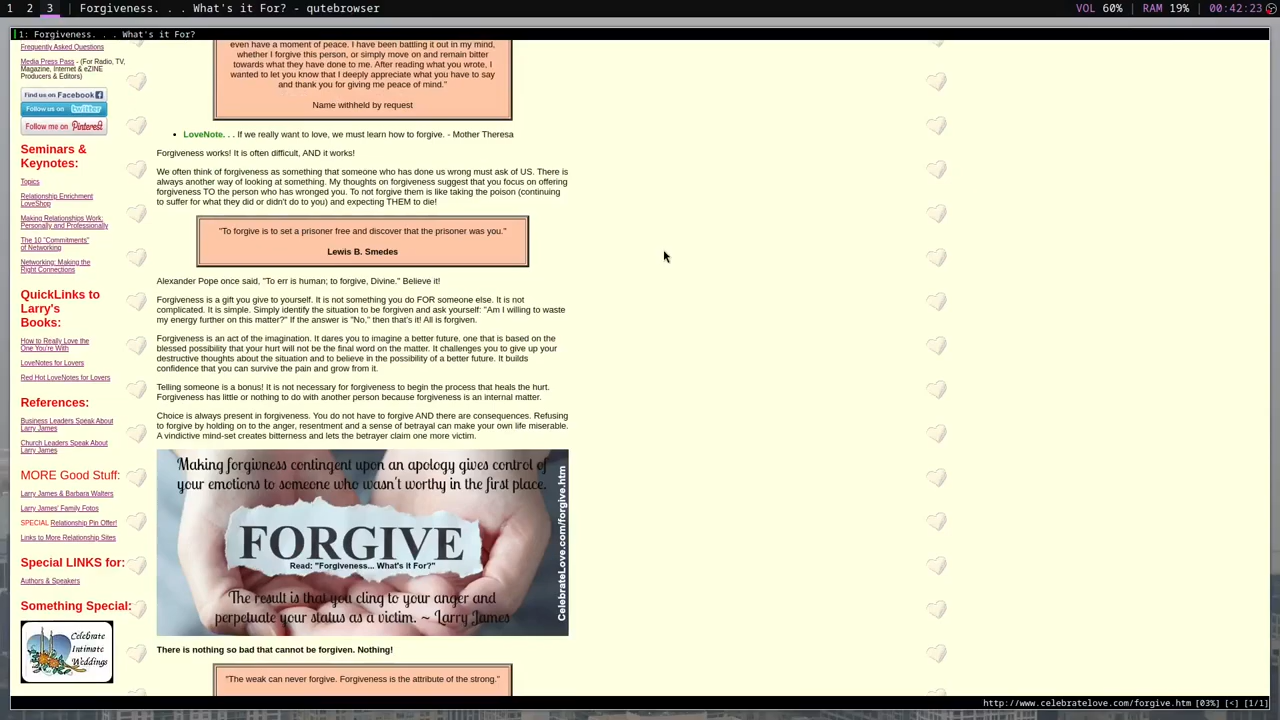 VOL 60% | RAM 19% | 00:42:23
1: Forgiveness. . . What's it For?
Frequently Asked Questions
Media Press Pass - (For Radio, TV,
Magazine, Internet & eZINE
Producers & Editors)
Find us on Facebook
Follow us on twitter
Follow me on Pinterest
Seminars &
Keynotes:
Topics
Relationship Enrichment
LoveShop
Making Relationships Work:
Personally and Professionally
The 10 "Commitments"
of Networking
Networking: Making the
Right Connections
QuickLinks to
Larry's
Books:
How to Really Love the
One You're With
LoveNotes for Lovers
Red Hot LoveNotes for Lovers
References:
Business Leaders Speak About
Larry James
Church Leaders Speak About
Larry James
MORE Good Stuff:
Larry James & Barbara Walters
Larry James' Family Fotos
SPECIAL Relationship Pin Offer!
Links to More Relationship Sites
Special LINKS for:
Authors & Speakers
Something Special:
Celebrate
Intimate
Weddings
even have a moment of peace. I have been battling it out in my mind,
whether I forgive this person, or simply move on and remain bitter
towards what they have done to me. After reading what you wrote, I
wanted to let you know that I deeply appreciate what you have to say
and thank you for giving me peace of mind."
Name withheld by request
• LoveNote. . . If we really want to love, we must learn how to forgive. - Mother Theresa
Forgiveness works! It is often difficult, AND it works!
We often think of forgiveness as something that someone who has done us wrong must ask of US. There is
always another way of looking at something. My thoughts on forgiveness suggest that you focus on offering
forgiveness TO the person who has wronged you. To not forgive them is like taking the poison (continuing
to suffer for what they did or didn't do to you) and expecting THEM to die!
"To forgive is to set a prisoner free and discover that the prisoner was you."
Lewis B. Smedes
Alexander Pope once said, "To err is human; to forgive, Divine." Believe it!
Forgiveness is a gift you give to yourself. It is not something you do FOR someone else. It is not
complicated. It is simple. Simply identify the situation to be forgiven and ask yourself: "Am I willing to waste
my energy further on this matter?" If the answer is "No," then that's it! All is forgiven.
Forgiveness is an act of the imagination. It dares you to imagine a better future, one that is based on the
blessed possibility that your hurt will not be the final word on the matter. It challenges you to give up your
destructive thoughts about the situation and to believe in the possibility of a better future. It builds
confidence that you can survive the pain and grow from it.
Telling someone is a bonus! It is not necessary for forgiveness to begin the process that heals the hurt.
Forgiveness has little or nothing to do with another person because forgiveness is an internal matter.
Choice is always present in forgiveness. You do not have to forgive AND there are consequences. Refusing
to forgive by holding on to the anger, resentment and a sense of betrayal can make your own life miserable.
A vindictive mind-set creates bitterness and lets the betrayer claim one more victim.
Making forgivness contingent upon an apology gives control of
your emotions to someone who wasn't worthy in the first place.
FORGIVE
Read: "Forgiveness... What's it For?"
The result is that you cling to your anger and
perpetuate your status as a victim. ~ Larry James
CelebrateLove.com/forgive.htm
There is nothing so bad that cannot be forgiven. Nothing!
"The weak can never forgive. Forgiveness is the attribute of the strong."
http://www.celebratelove.com/forgive.htm [03%] [<] [1/1]